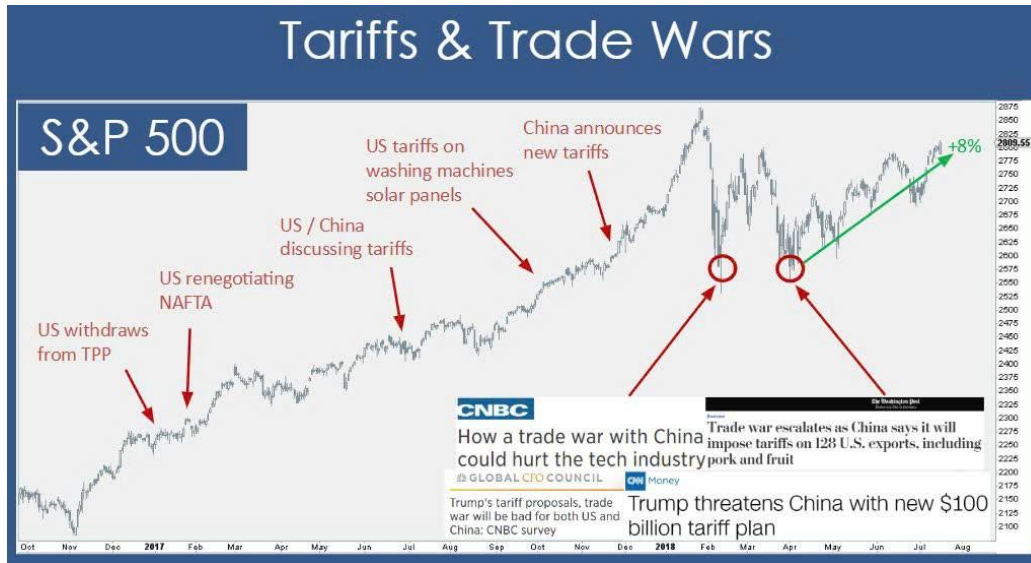 Tariffs & Trade Wars
S&P 500
US withdraws
from TPP
US renegotiating
NAFTA
US / China
discussing tariffs
US tariffs on
washing machines
solar panels
China announces
new tariffs
+8%
2875
2850
2825
2809.55
2775
2750
2725
2700
2675
2650
2625
2600
2575
2550
2525
2500
2475
2450
2425
2400
2375
2350
2325
2300
2275
2250
2225
2200
2175
2150
2125
2100
CNBC
How a trade war with China
could hurt the tech industry
GLOBAL CFO COUNCIL
Trump's tariff proposals, trade
war will be bad for both US and
China: CNBC survey
The Washington Post
Trade war escalates as China says it will
impose tariffs on 128 U.S. exports, including
pork and fruit
CNN Money
Trump threatens China with new $100
billion tariff plan
Oct Nov Dec 2017 Feb Mar Apr May Jun Jul Aug Sep Oct Nov Dec 2018 Feb Mar Apr May Jun Jul Aug